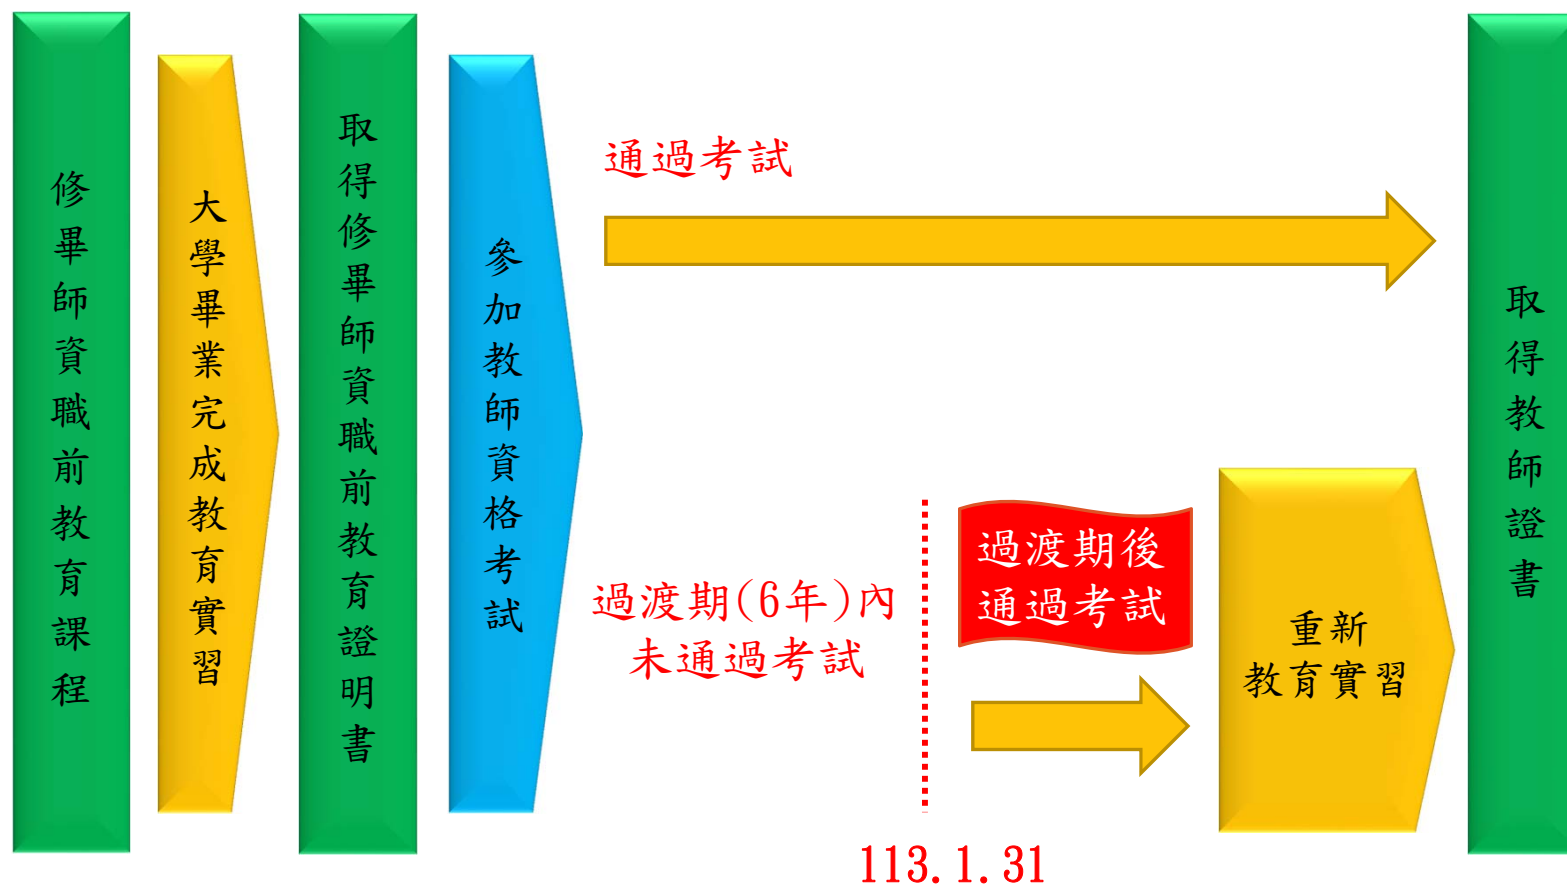 修畢師資職前教育課程
大學畢業完成教育實習
取得修畢師資職前教育證明書
參加教師資格考試
通過考試
過渡期(6年)內
未通過考試
113.1.31
過渡期後
通過考試
重新
教育實習
取得教師證書